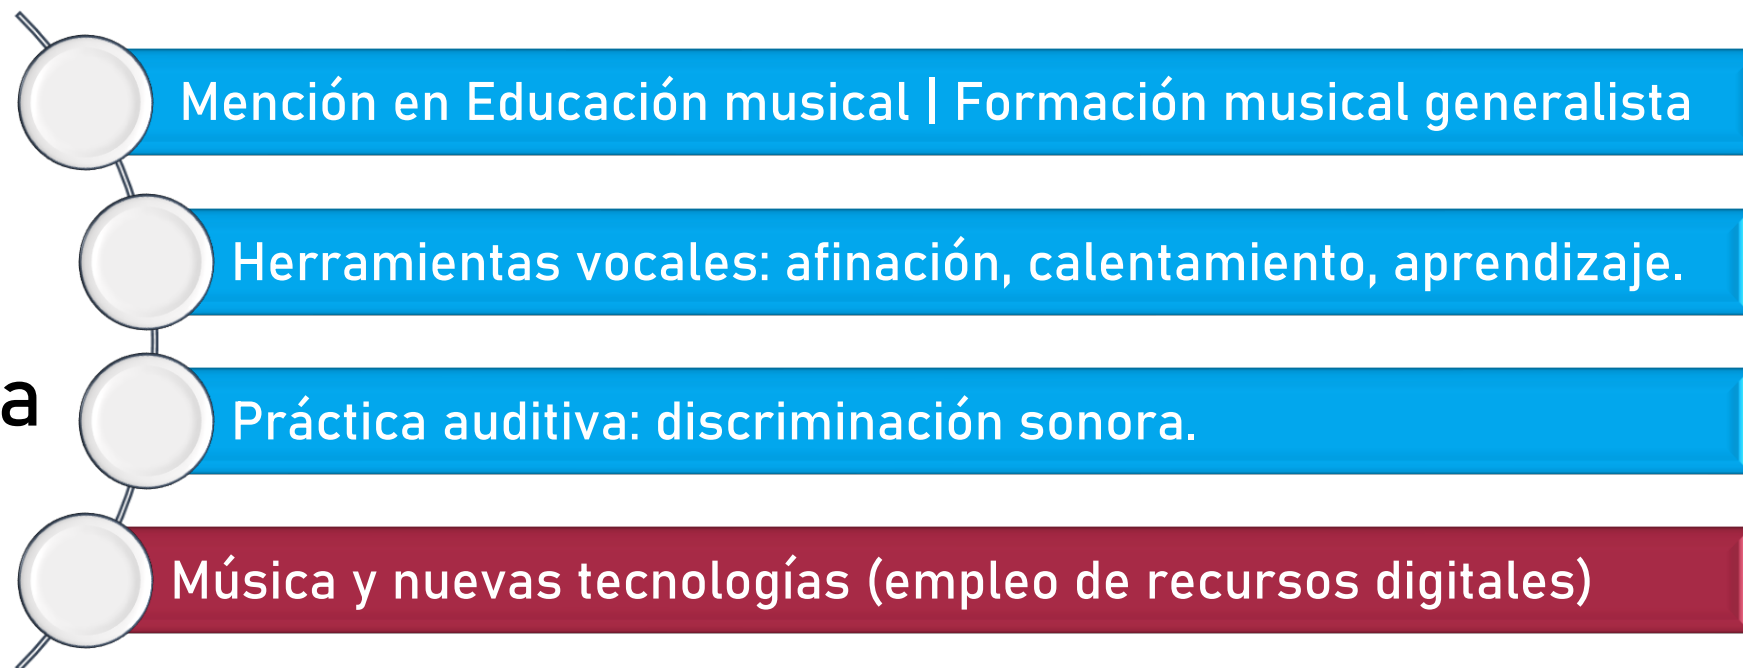 Mención en Educación musical | Formación musical generalista
Herramientas vocales: afinación, calentamiento, aprendizaje.
a
Práctica auditiva: discriminación sonora.
Música y nuevas tecnologías (empleo de recursos digitales)